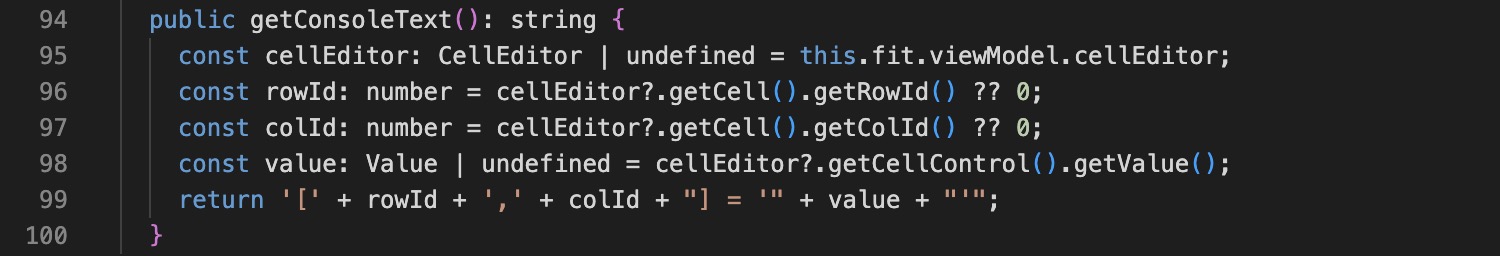 94 public getConsoleText(): string {
95 const cellEditor: CellEditor | undefined = this.fit.viewModel.cellEditor;
96 const rowId: number = cellEditor?.getCell().getRowId() ?? 0;
97 const colId: number = cellEditor?.getCell().getColId() ?? 0;
98 const value: Value | undefined = cellEditor?.getCellControl().getValue();
99 return '[' + rowId + ',' + colId + "] = '" + value + "'";
100 }